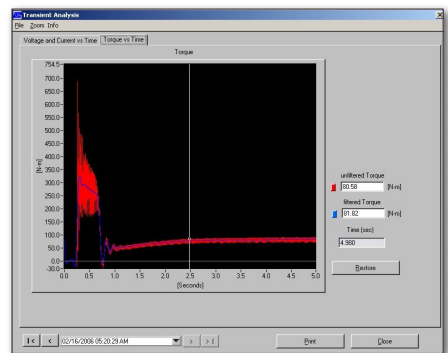 Transient Analysis
File Zoom Info
Voltage and Current vs Time Torque vs Time
Torque
754.5
700.0
650.0
600.0
550.0
500.0
450.0
400.0
350.0
300.0
250.0
200.0
150.0
100.0
50.0
0.0
-30.0
[N-m]
0.0 0.5 1.0 1.5 2.0 2.5 3.0 3.5 4.0 4.5 5.0
[Seconds]
unfiltered Torque
80.58 [N-m]
filtered Torque
81.82 [N-m]
Time (sec)
4.980
Restore
02/16/2006 05:20:29 AM
Print Close